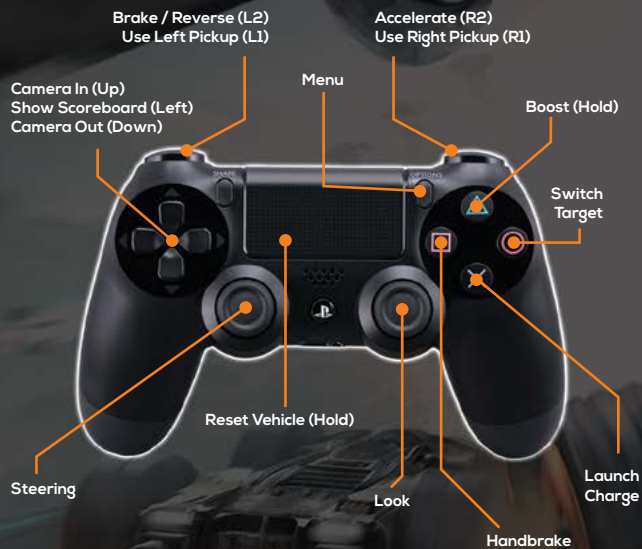 Brake / Reverse (L2)
Use Left Pickup (L1)
Accelerate (R2)
Use Right Pickup (R1)
Menu
Camera In (Up)
Show Scoreboard (Left)
Camera Out (Down)
Boost (Hold)
SHARE
OPTIONS
Switch
Target
Reset Vehicle (Hold)
Steering
Look
Launch
Charge
Handbrake